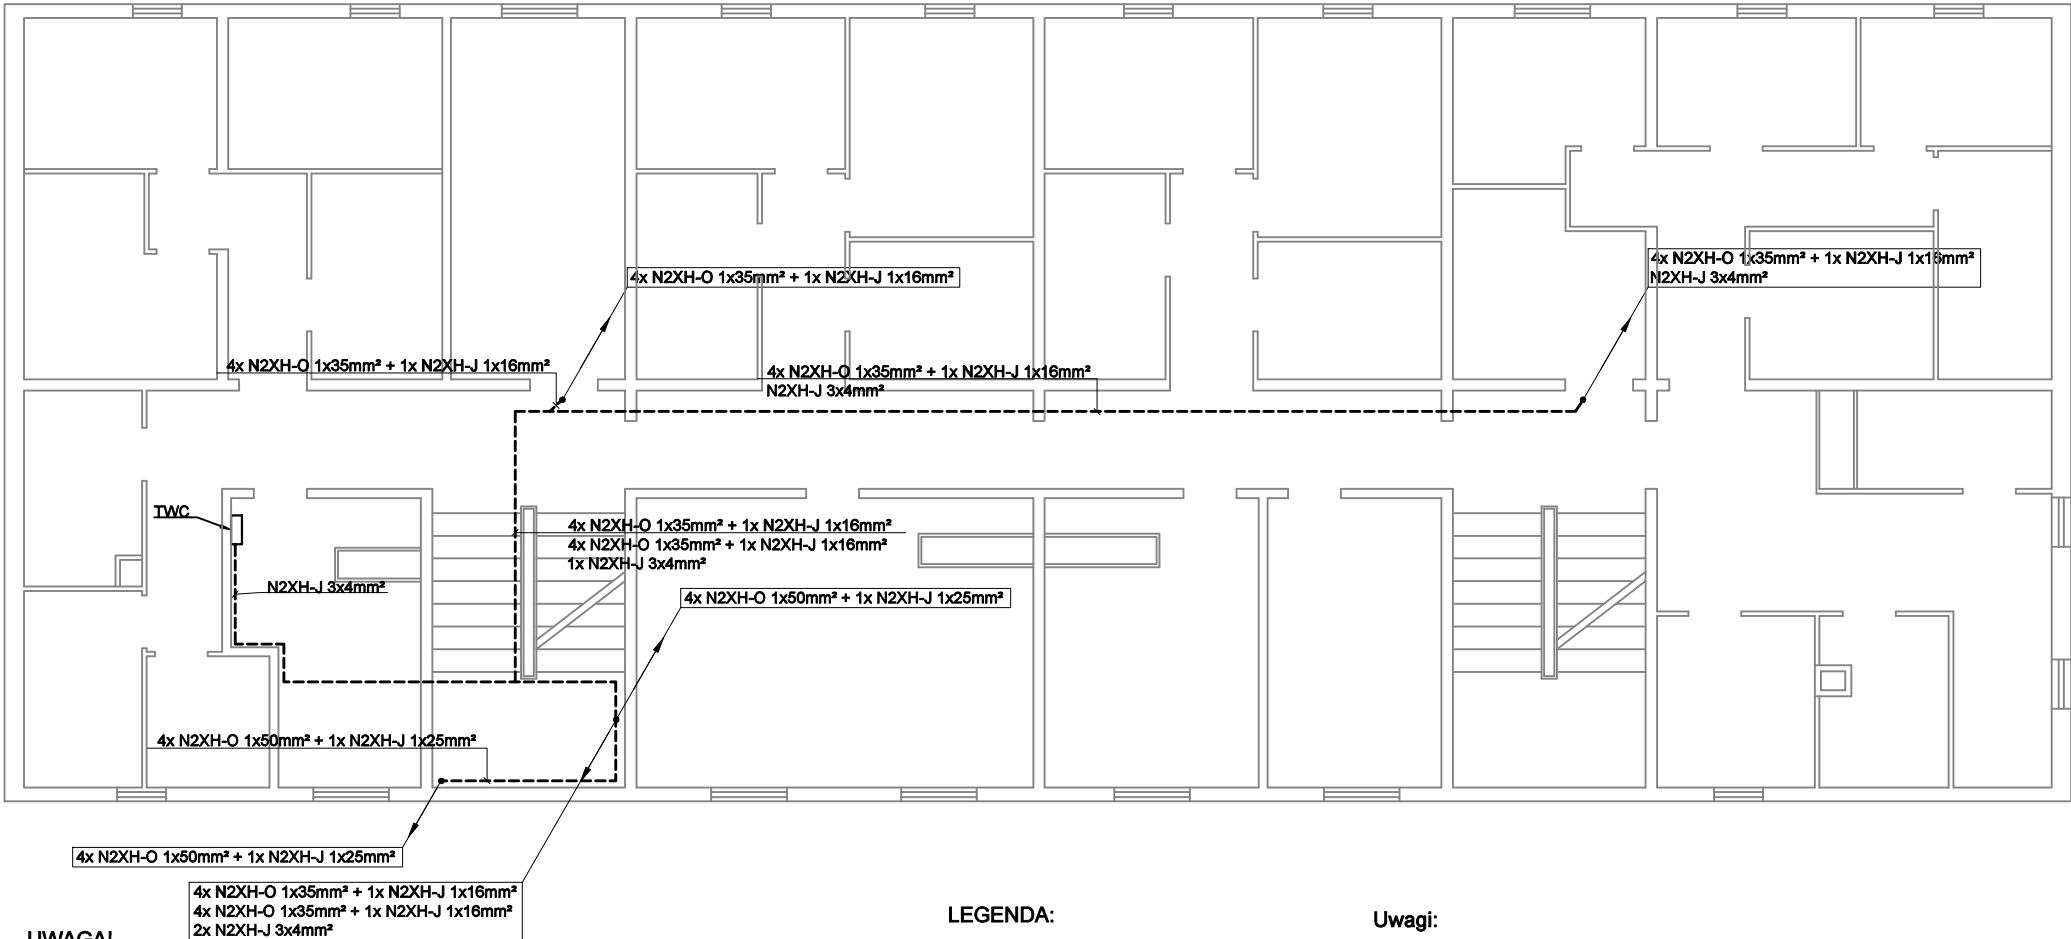 4x N2XH-O 1x35mm² + 1x N2XH-J 1x16mm²
4x N2XH-O 1x35mm² + 1x N2XH-J 1x16mm²
N2XH-J 3x4mm²
4x N2XH-O 1x35mm² + 1x N2XH-J 1x16mm²
4x N2XH-O 1x35mm² + 1x N2XH-J 1x16mm²
N2XH-J 3x4mm²
TWC
4x N2XH-O 1x35mm² + 1x N2XH-J 1x16mm²
4x N2XH-O 1x35mm² + 1x N2XH-J 1x16mm²
1x N2XH-J 3x4mm²
N2XH-J 3x4mm²
4x N2XH-O 1x50mm² + 1x N2XH-J 1x25mm²
4x N2XH-O 1x50mm² + 1x N2XH-J 1x25mm²
4x N2XH-O 1x50mm² + 1x N2XH-J 1x25mm²
4x N2XH-O 1x35mm² + 1x N2XH-J 1x16mm²
4x N2XH-O 1x35mm² + 1x N2XH-J 1x16mm²
2x N2XH-J 3x4mm²
LEGENDA:
Uwagi:
UWAGA!